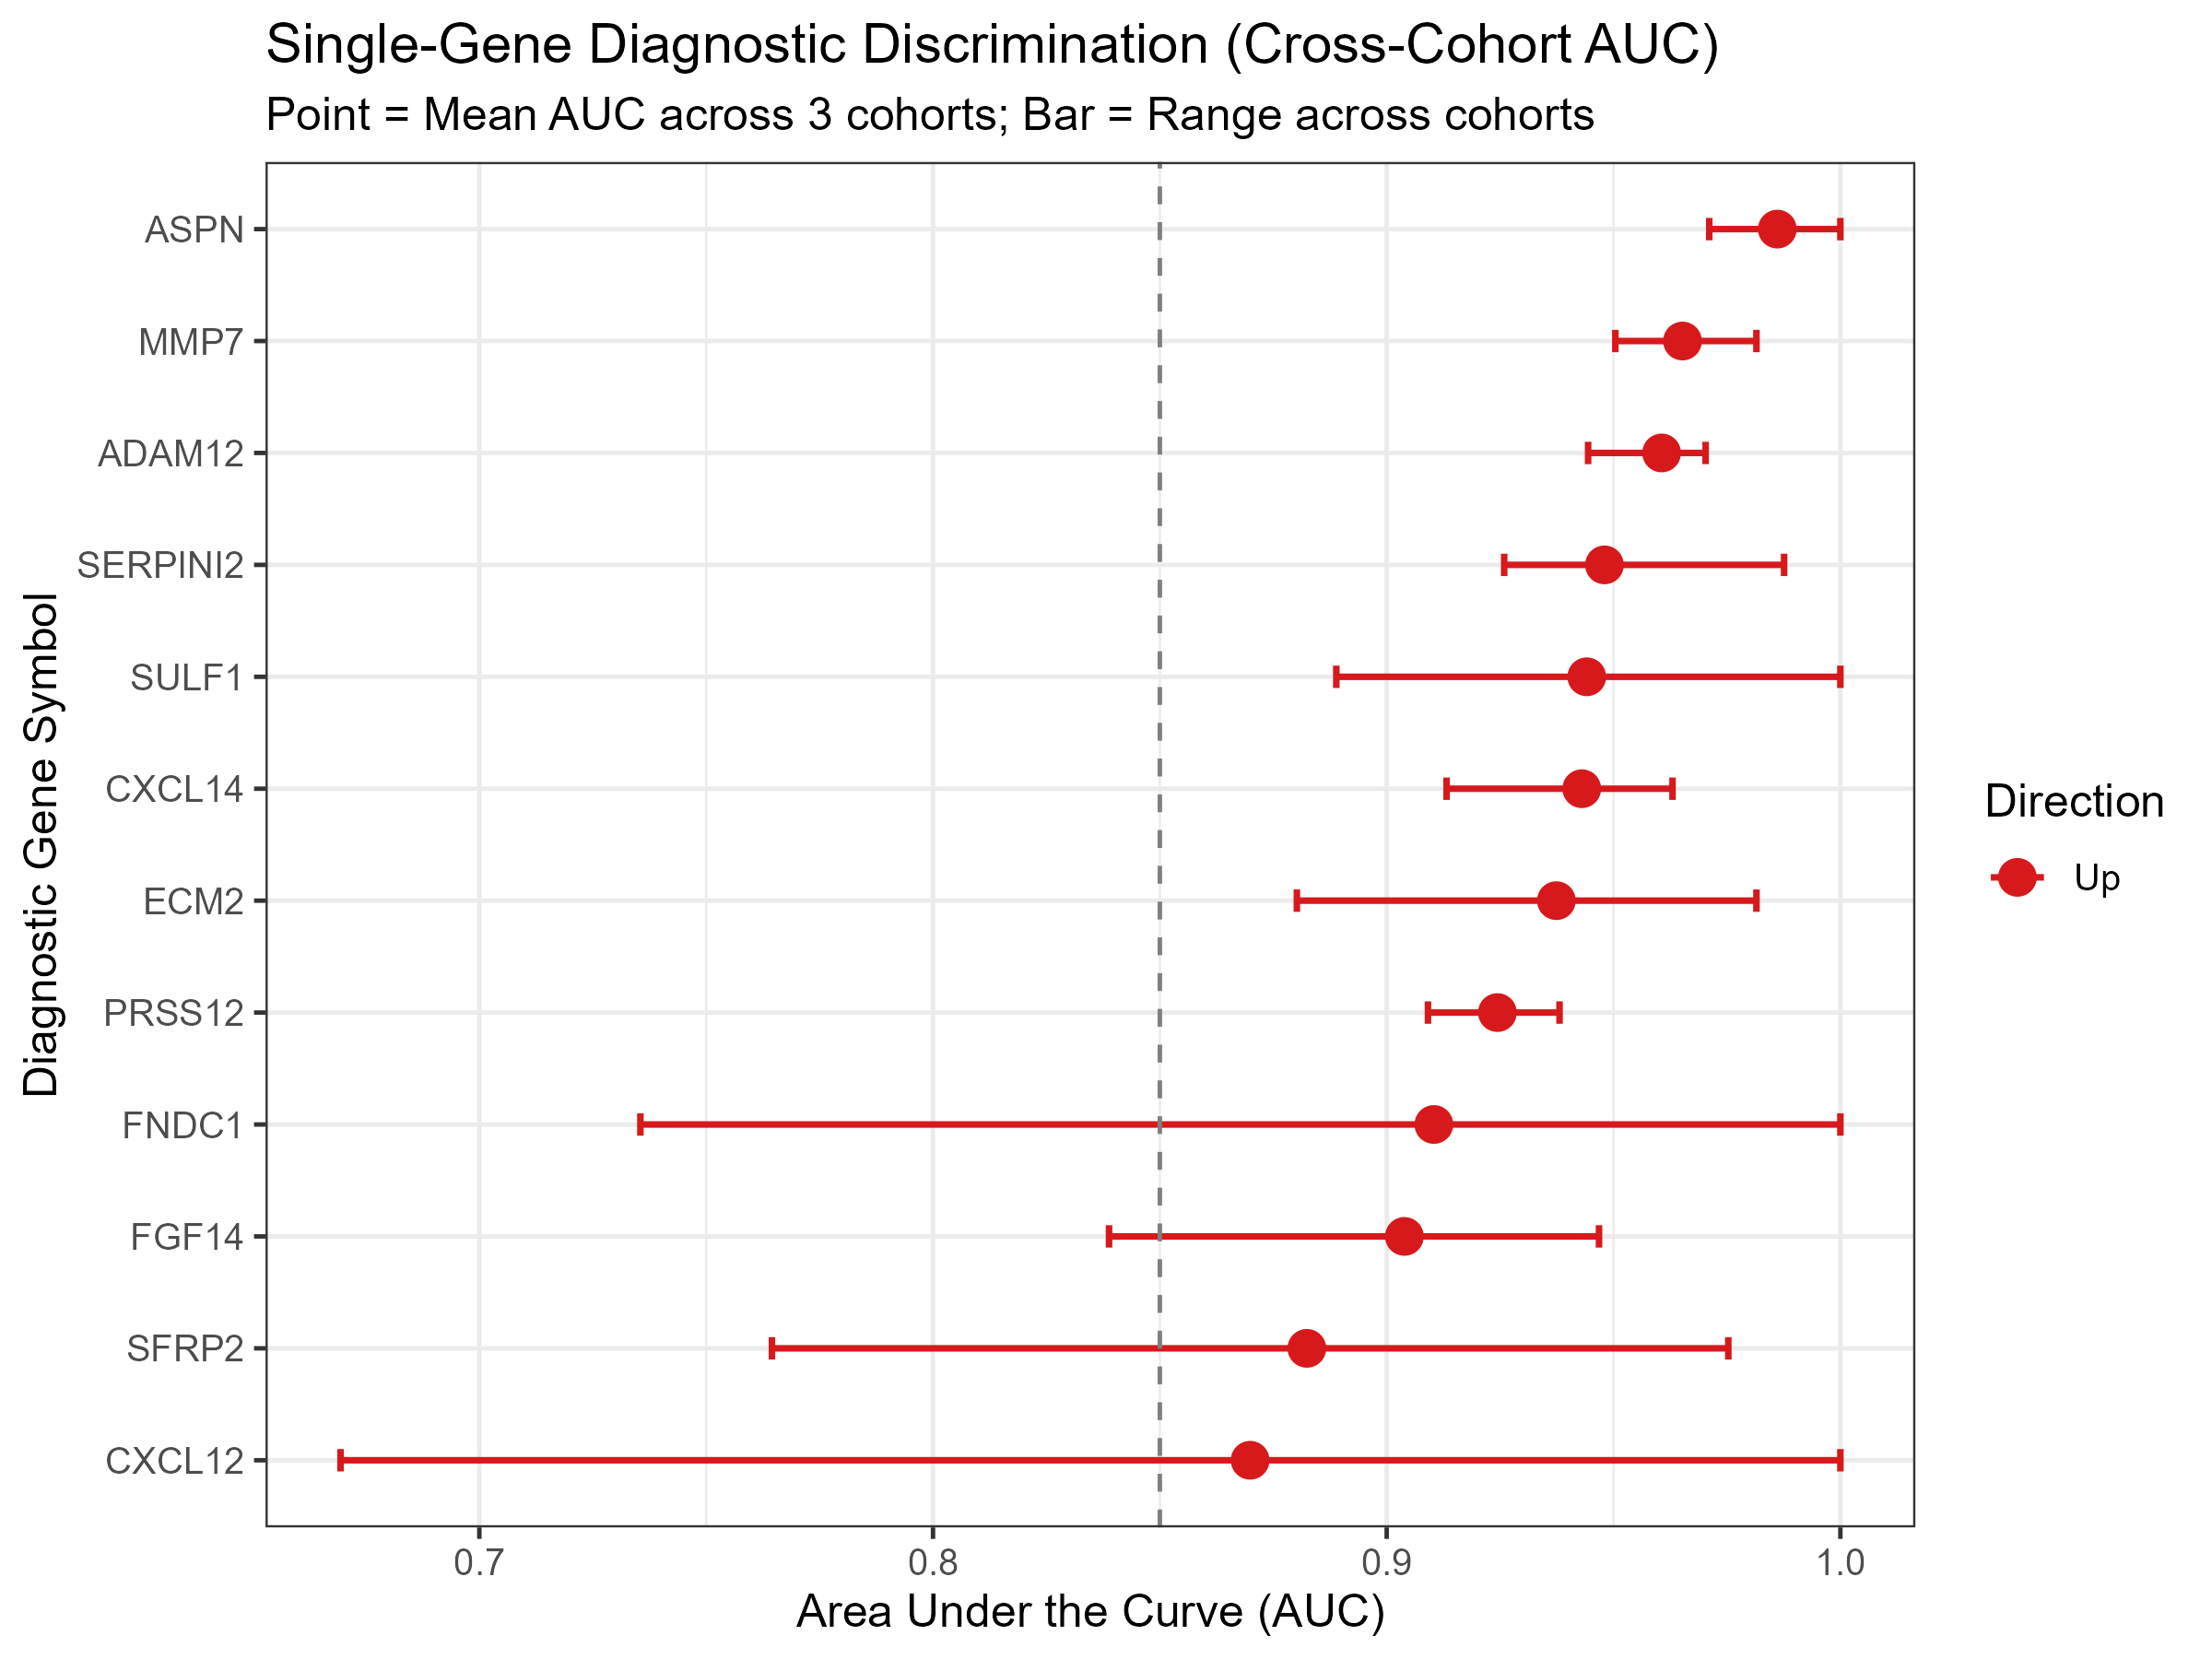 Single-Gene Diagnostic Discrimination (Cross-Cohort AUC)
Point = Mean AUC across 3 cohorts; Bar = Range across cohorts
Diagnostic Gene Symbol
ASPN
MMP7
ADAM12
SERPINI2
SULF1
CXCL14
ECM2
PRSS12
FNDC1
FGF14
SFRP2
CXCL12
0.7 0.8 0.9 1.0
Area Under the Curve (AUC)
Direction
Up